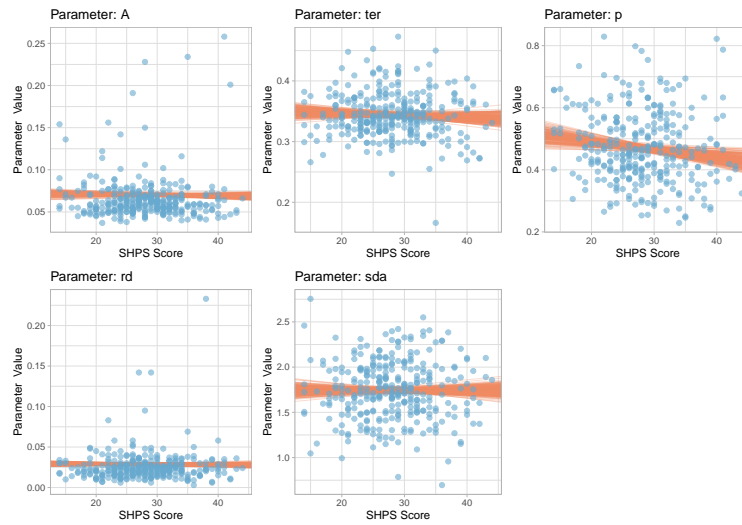 Parameter: A
Parameter: ter
Parameter: p
Parameter Value
0.25
0.20
0.15
0.10
0.05
20
30
40
SHPS Score
Parameter Value
0.4
0.3
0.2
20
30
40
SHPS Score
Parameter Value
0.8
0.6
0.4
0.2
20
30
40
SHPS Score
Parameter: rd
Parameter: sda
Parameter Value
0.20
0.15
0.10
0.05
0.00
20
30
40
SHPS Score
Parameter Value
2.5
2.0
1.5
1.0
20
30
40
SHPS Score